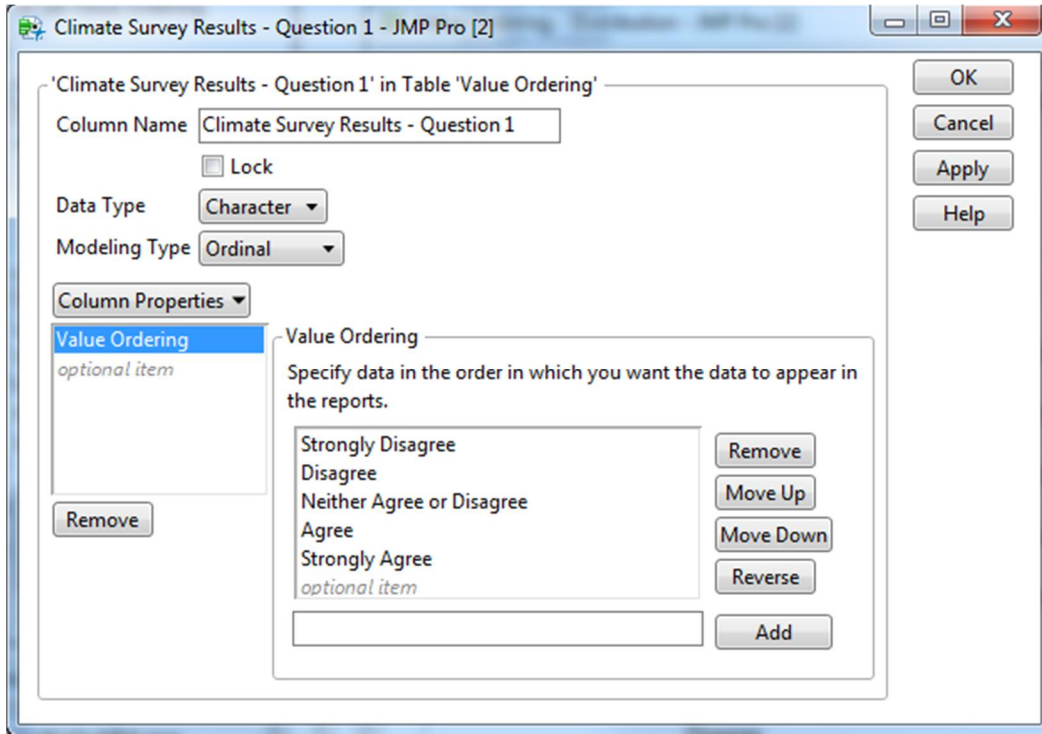 Climate Survey Results - Question 1 - JMP Pro [2]
'Climate Survey Results - Question 1' in Table 'Value Ordering'
Column Name Climate Survey Results - Question 1
Lock
Data Type Character
Modeling Type Ordinal
Column Properties
Value Ordering
optional item
Remove
Value Ordering
Specify data in the order in which you want the data to appear in
the reports.
Strongly Disagree
Disagree
Neither Agree or Disagree
Agree
Strongly Agree
optional item
Remove
Move Up
Move Down
Reverse
Add
OK
Cancel
Apply
Help